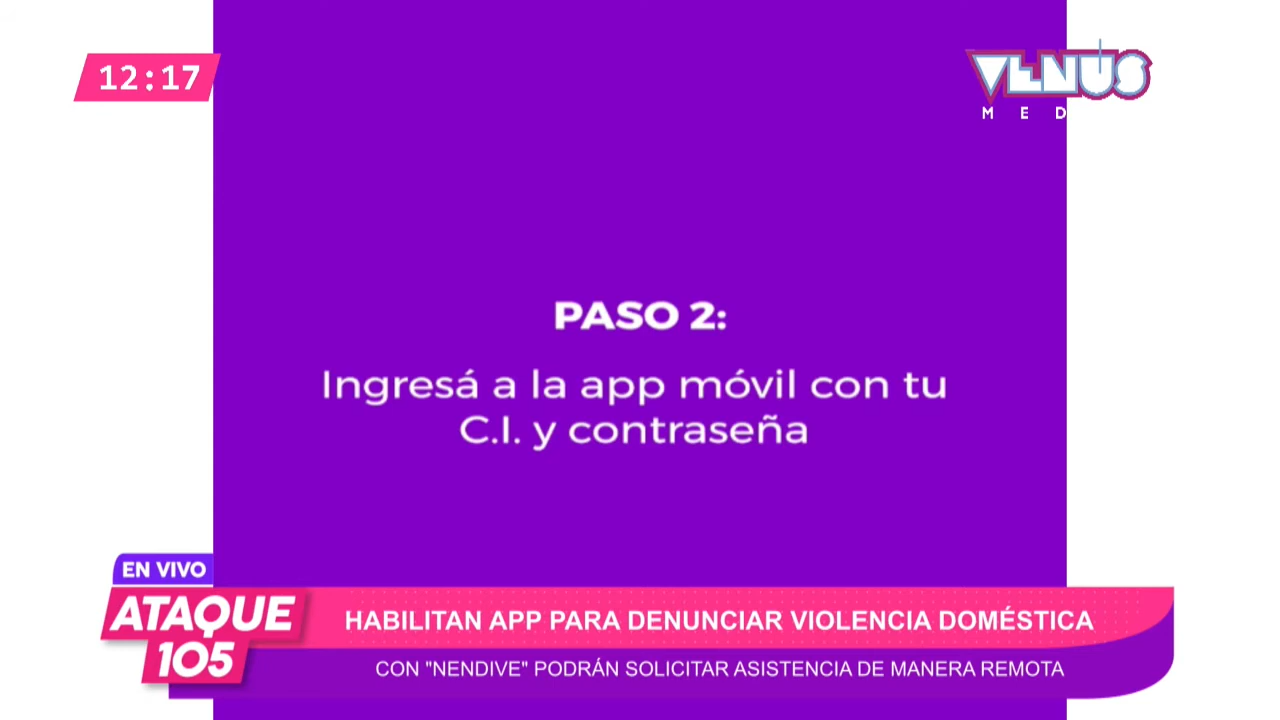 12:17
VENUS
MED
PASO 2:
Ingresá a la app móvil con tu
C.I. y contraseña
EN VIVO
ATAQUE
105
HABILITAN APP PARA DENUNCIAR VIOLENCIA DOMÉSTICA
CON "NENDIVE" PODRÁN SOLICITAR ASISTENCIA DE MANERA REMOTA